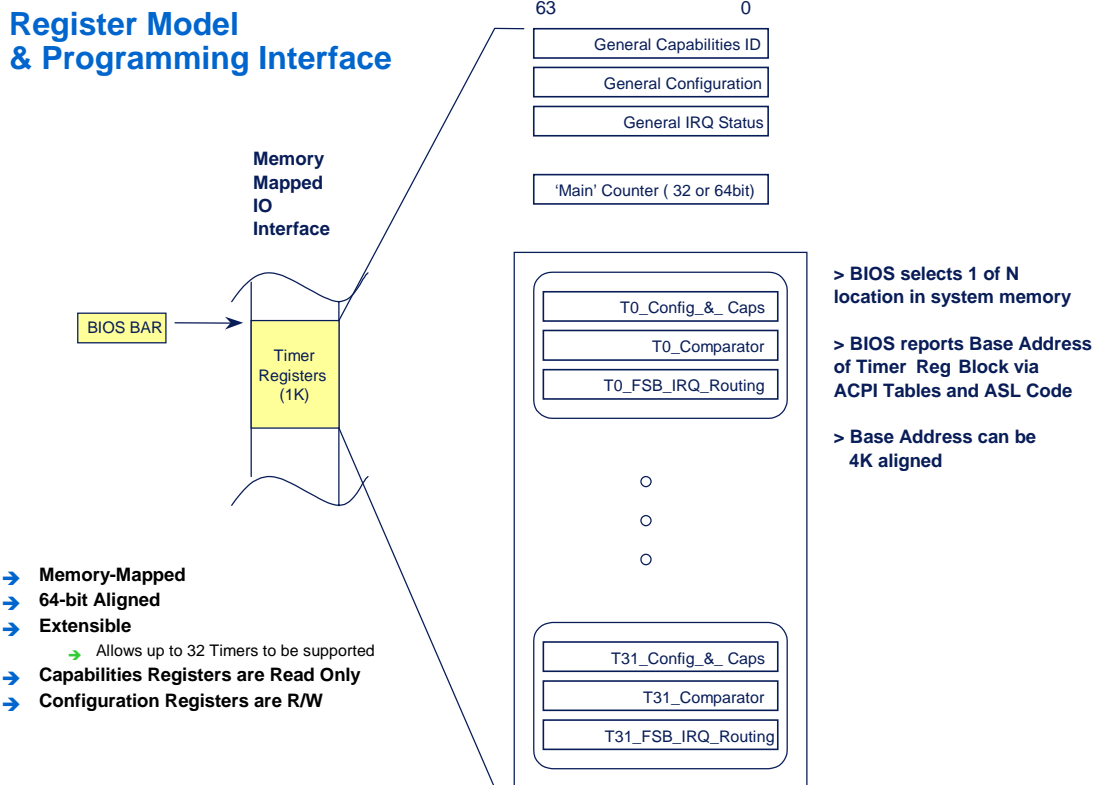 Register Model
& Programming Interface
63 0
General Capabilities ID
General Configuration
General IRQ Status
'Main' Counter ( 32 or 64bit)
Memory
Mapped
IO
Interface
BIOS BAR
Timer
Registers
(1K)
T0_Config_&_ Caps
T0_Comparator
T0_FSB_IRQ_Routing
T31_Config_&_ Caps
T31_Comparator
T31_FSB_IRQ_Routing
> BIOS selects 1 of N
location in system memory
> BIOS reports Base Address
of Timer Reg Block via
ACPI Tables and ASL Code
> Base Address can be
4K aligned
➔ Memory-Mapped
➔ 64-bit Aligned
➔ Extensible
➔ Allows up to 32 Timers to be supported
➔ Capabilities Registers are Read Only
➔ Configuration Registers are R/W